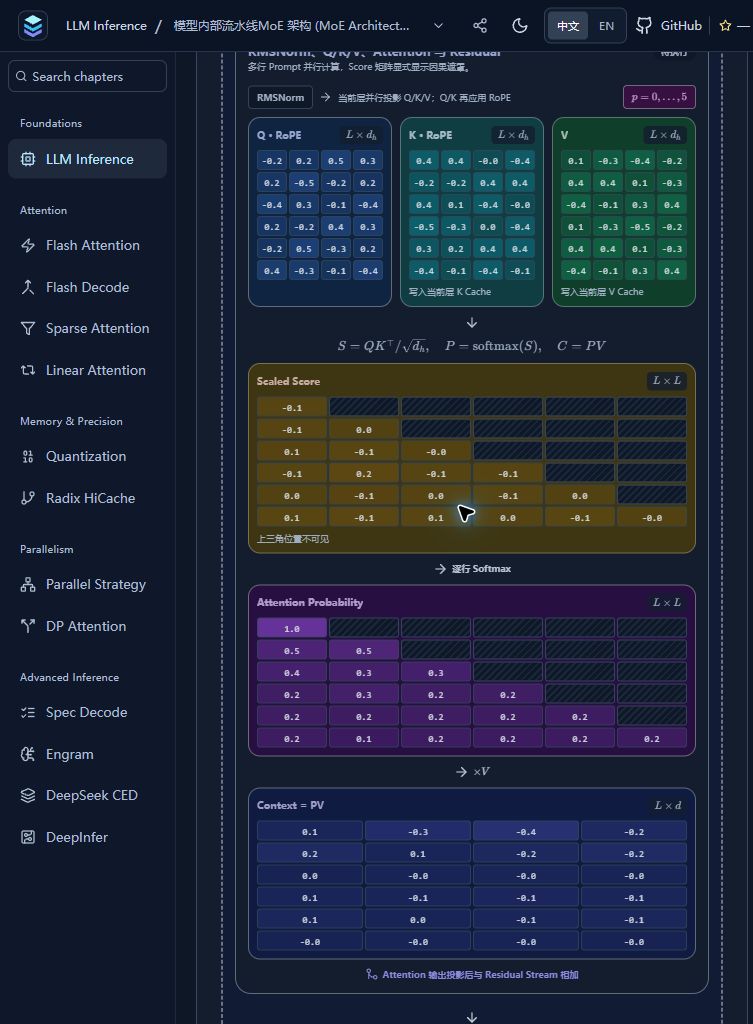 LLM Inference / 模型内部流水线MoE 架构 (MoE Architect...
中文 EN GitHub
Search chapters
Foundations
LLM Inference
Attention
Flash Attention
Flash Decode
Sparse Attention
Linear Attention
Memory & Precision
Quantization
Radix HiCache
Parallelism
Parallel Strategy
DP Attention
Advanced Inference
Spec Decode
Engram
DeepSeek CED
DeepInfer
RMSNorm、Q/K/V、Attention 与 Residual
多行 Prompt 并行计算，Score 矩阵显式显示因果遮罩。
RMSNorm → 当前层并行投影 Q/K/V；Q/K 再应用 RoPE p = 0,…,5
Q • RoPE L × d_h
-0.2 0.2 0.5 0.3
0.2 -0.5 -0.2 0.2
-0.4 0.3 -0.1 -0.4
0.2 -0.2 0.4 0.3
-0.2 0.5 -0.3 0.2
0.4 -0.3 -0.1 -0.4
K • RoPE L × d_h
0.4 0.4 -0.0 -0.4
-0.2 -0.2 0.4 0.4
0.4 0.1 -0.4 -0.0
-0.5 -0.3 0.0 -0.4
0.3 0.2 0.4 0.4
-0.4 -0.1 -0.4 -0.1
写入当前层 K Cache
V L × d_h
0.1 -0.3 -0.4 -0.2
0.4 0.4 0.1 -0.3
-0.4 -0.1 0.3 0.4
0.1 -0.3 -0.5 -0.2
0.4 0.4 0.1 -0.3
-0.4 -0.1 0.3 0.4
写入当前层 V Cache
↓
S = QK⊤/√d_h, P = softmax(S), C = PV
Scaled Score L × L
-0.1
-0.1 0.0
0.1 -0.1 -0.0
-0.1 0.2 -0.1 -0.1
0.0 -0.1 0.0 -0.1 0.0
0.1 -0.1 0.1 0.0 -0.1 -0.0
上三角位置不可见
→ 逐行 Softmax
Attention Probability L × L
1.0
0.5 0.5
0.4 0.3 0.3
0.2 0.3 0.2 0.2
0.2 0.2 0.2 0.2 0.2
0.2 0.1 0.2 0.2 0.2 0.2
→ ×V
Context = PV L × d
0.1 -0.3 -0.4 -0.2
0.2 0.1 -0.2 -0.2
0.0 -0.0 -0.0 -0.0
0.1 -0.1 -0.1 -0.1
0.1 0.0 -0.1 -0.1
-0.0 -0.0 -0.0 -0.0
Attention 输出投影后与 Residual Stream 相加
↓